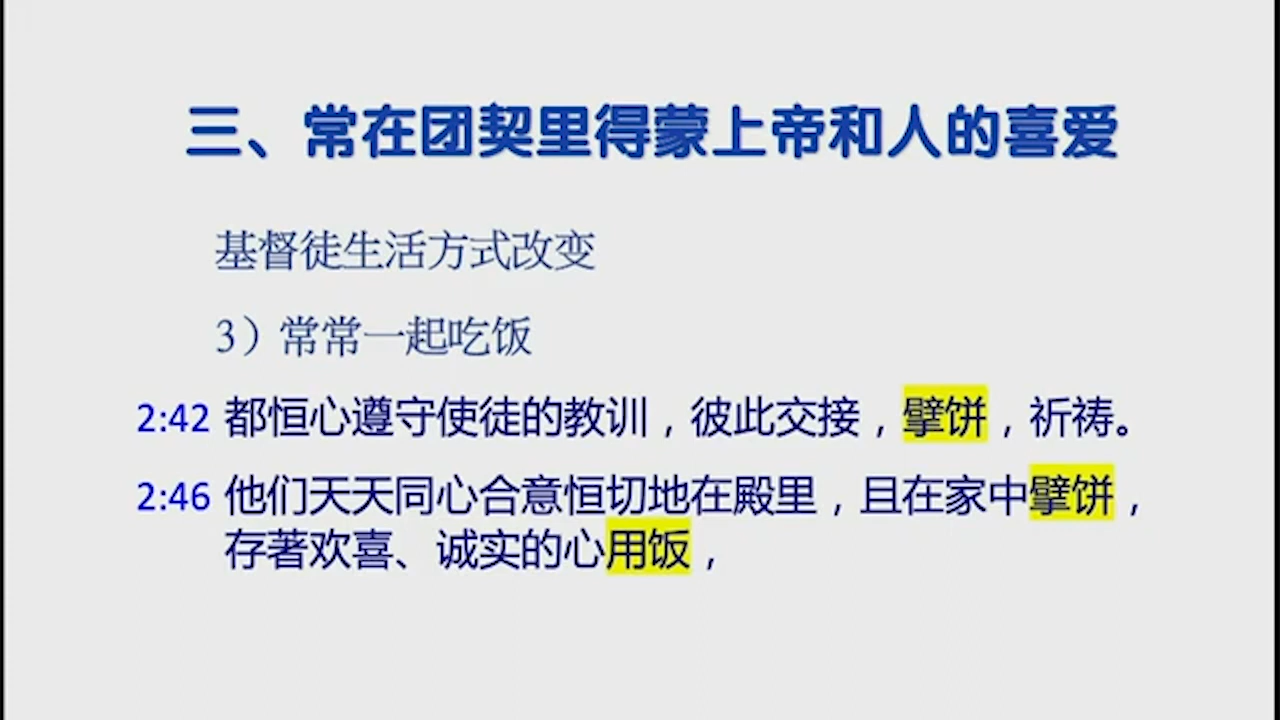 三、常在团契里得蒙上帝和人的喜爱
基督徒生活方式改变
3）常常一起吃饭
2:42 都恒心遵守使徒的教训，彼此交接，擘饼，祈祷。
2:46 他们天天同心合意恒切地在殿里，且在家中擘饼，
存著欢喜、诚实的心用饭，